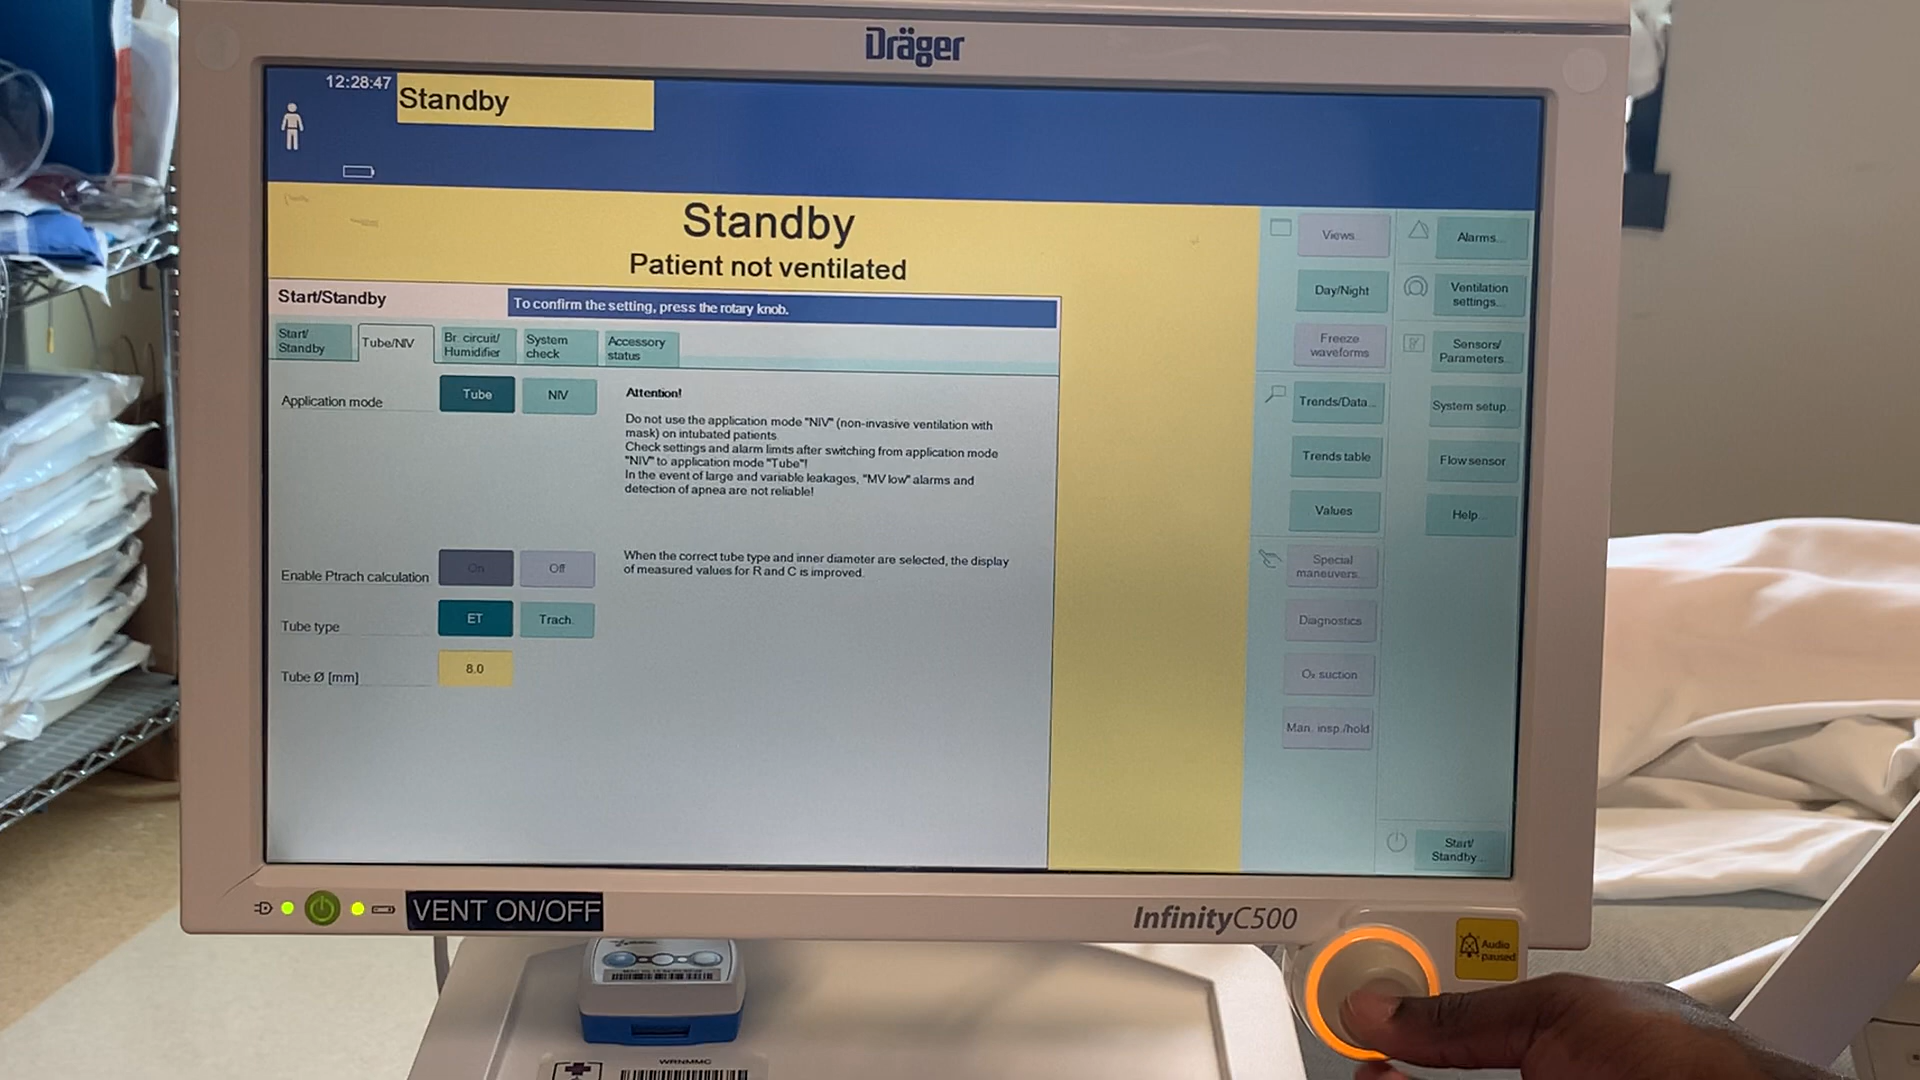 Dräger
12:28:47
Standby
Standby
Patient not ventilated
Start/Standby
To confirm the setting, press the rotary knob.
Start/
Standby
Tube/NIV
Br. circuit/
Humidifier
System
check
Accessory
status
Application mode
Tube
NIV
Attention!
Do not use the application mode "NIV" (non-invasive ventilation with
mask) on intubated patients.
Check settings and alarm limits after switching from application mode
"NIV" to application mode "Tube"!
In the event of large and variable leakages, "MV low" alarms and
detection of apnea are not reliable!
Enable Ptrach calculation
On
Off
When the correct tube type and inner diameter are selected, the display
of measured values for R and C is improved.
Tube type
ET
Trach.
Tube Ø [mm]
8.0
Views...
Day/Night
Freeze
waveforms
Trends/Data...
Trends table
Values
Special
maneuvers...
Diagnostics
O₂ suction
Man. insp./hold
Alarms...
Ventilation
settings...
Sensors/
Parameters...
System setup...
Flow sensor
Help...
Start/
Standby...
VENT ON/OFF
InfinityC500
Audio
paused
WRNMMC